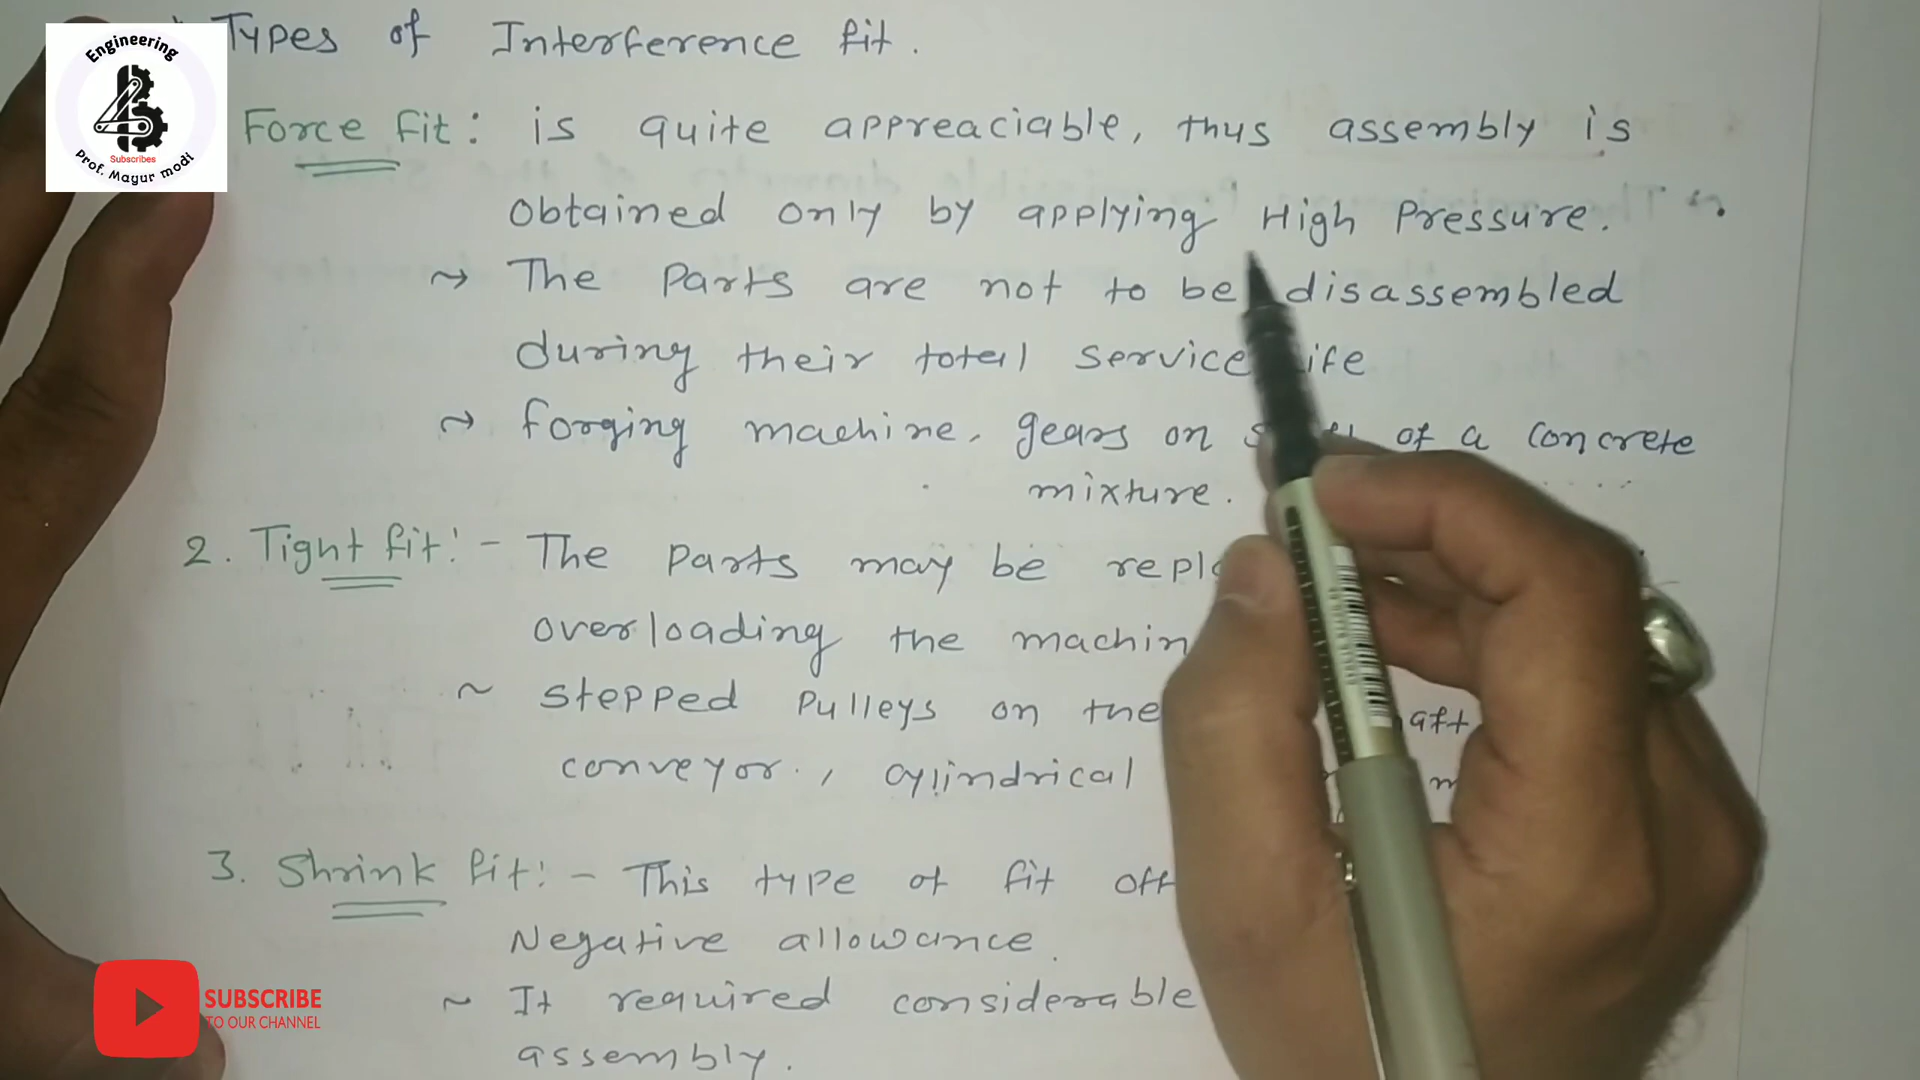 Engineering
Subscribes
Prof. Mayur modi
Types of Interference fit.
Force fit: is quite appreaciable, thus assembly is
obtained only by applying High Pressure.
~ The Parts are not to be disassembled
during their total service life
~ forging machine, gears on of a concrete
mixture.
2. Tight fit:- The Parts may be
overloading the
~ stepped Pulleys on the
conveyor., cylindrical
3. Shrink fit:- This type of fit
Negative allowance.
~ It required considerable
assembly.
SUBSCRIBE
TO OUR CHANNEL